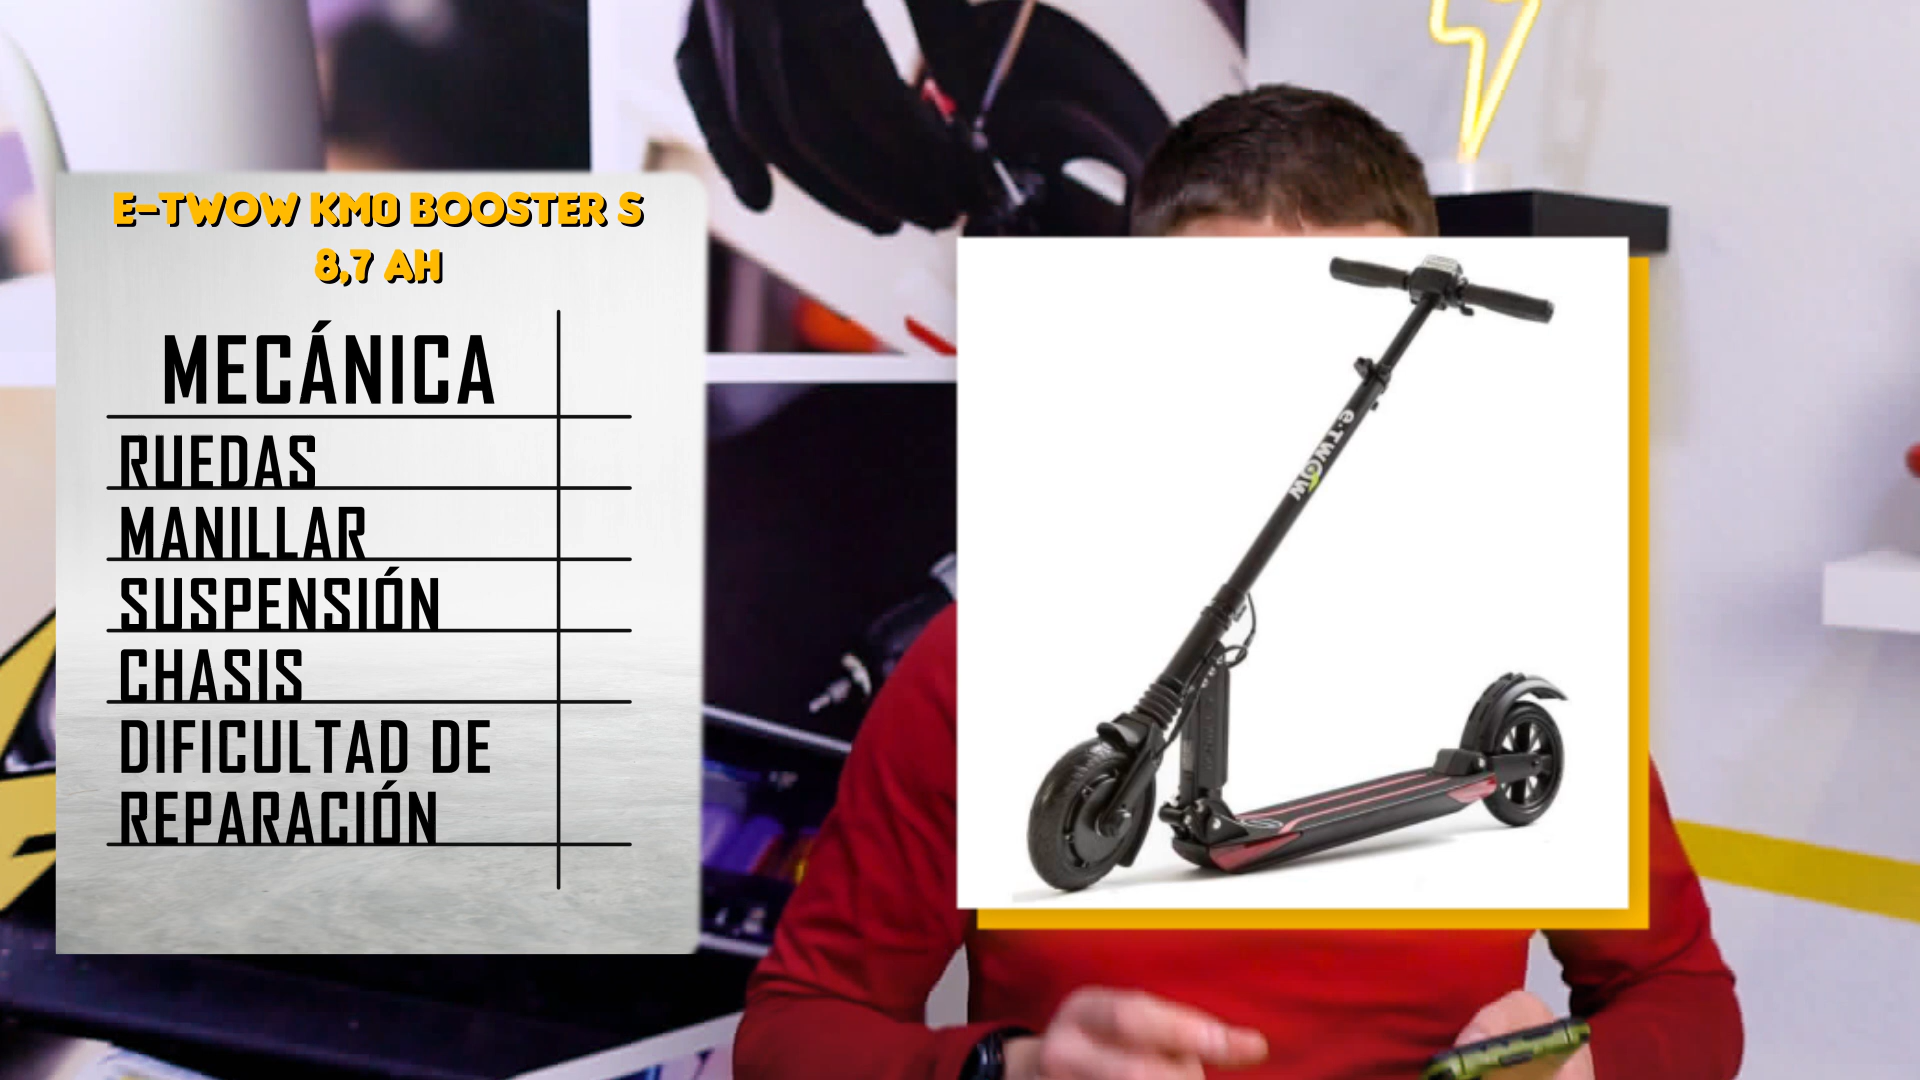 E-TWOW KM0 BOOSTER S
8,7 AH
MECÁNICA
RUEDAS
MANILLAR
SUSPENSIÓN
CHASIS
DIFICULTAD DE
REPARACIÓN
e-TWOW